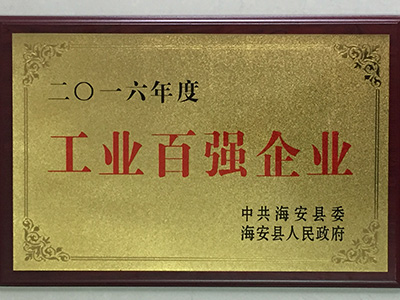 二〇一六年度
工业百强企业
中共海安县委
海安县人民政府